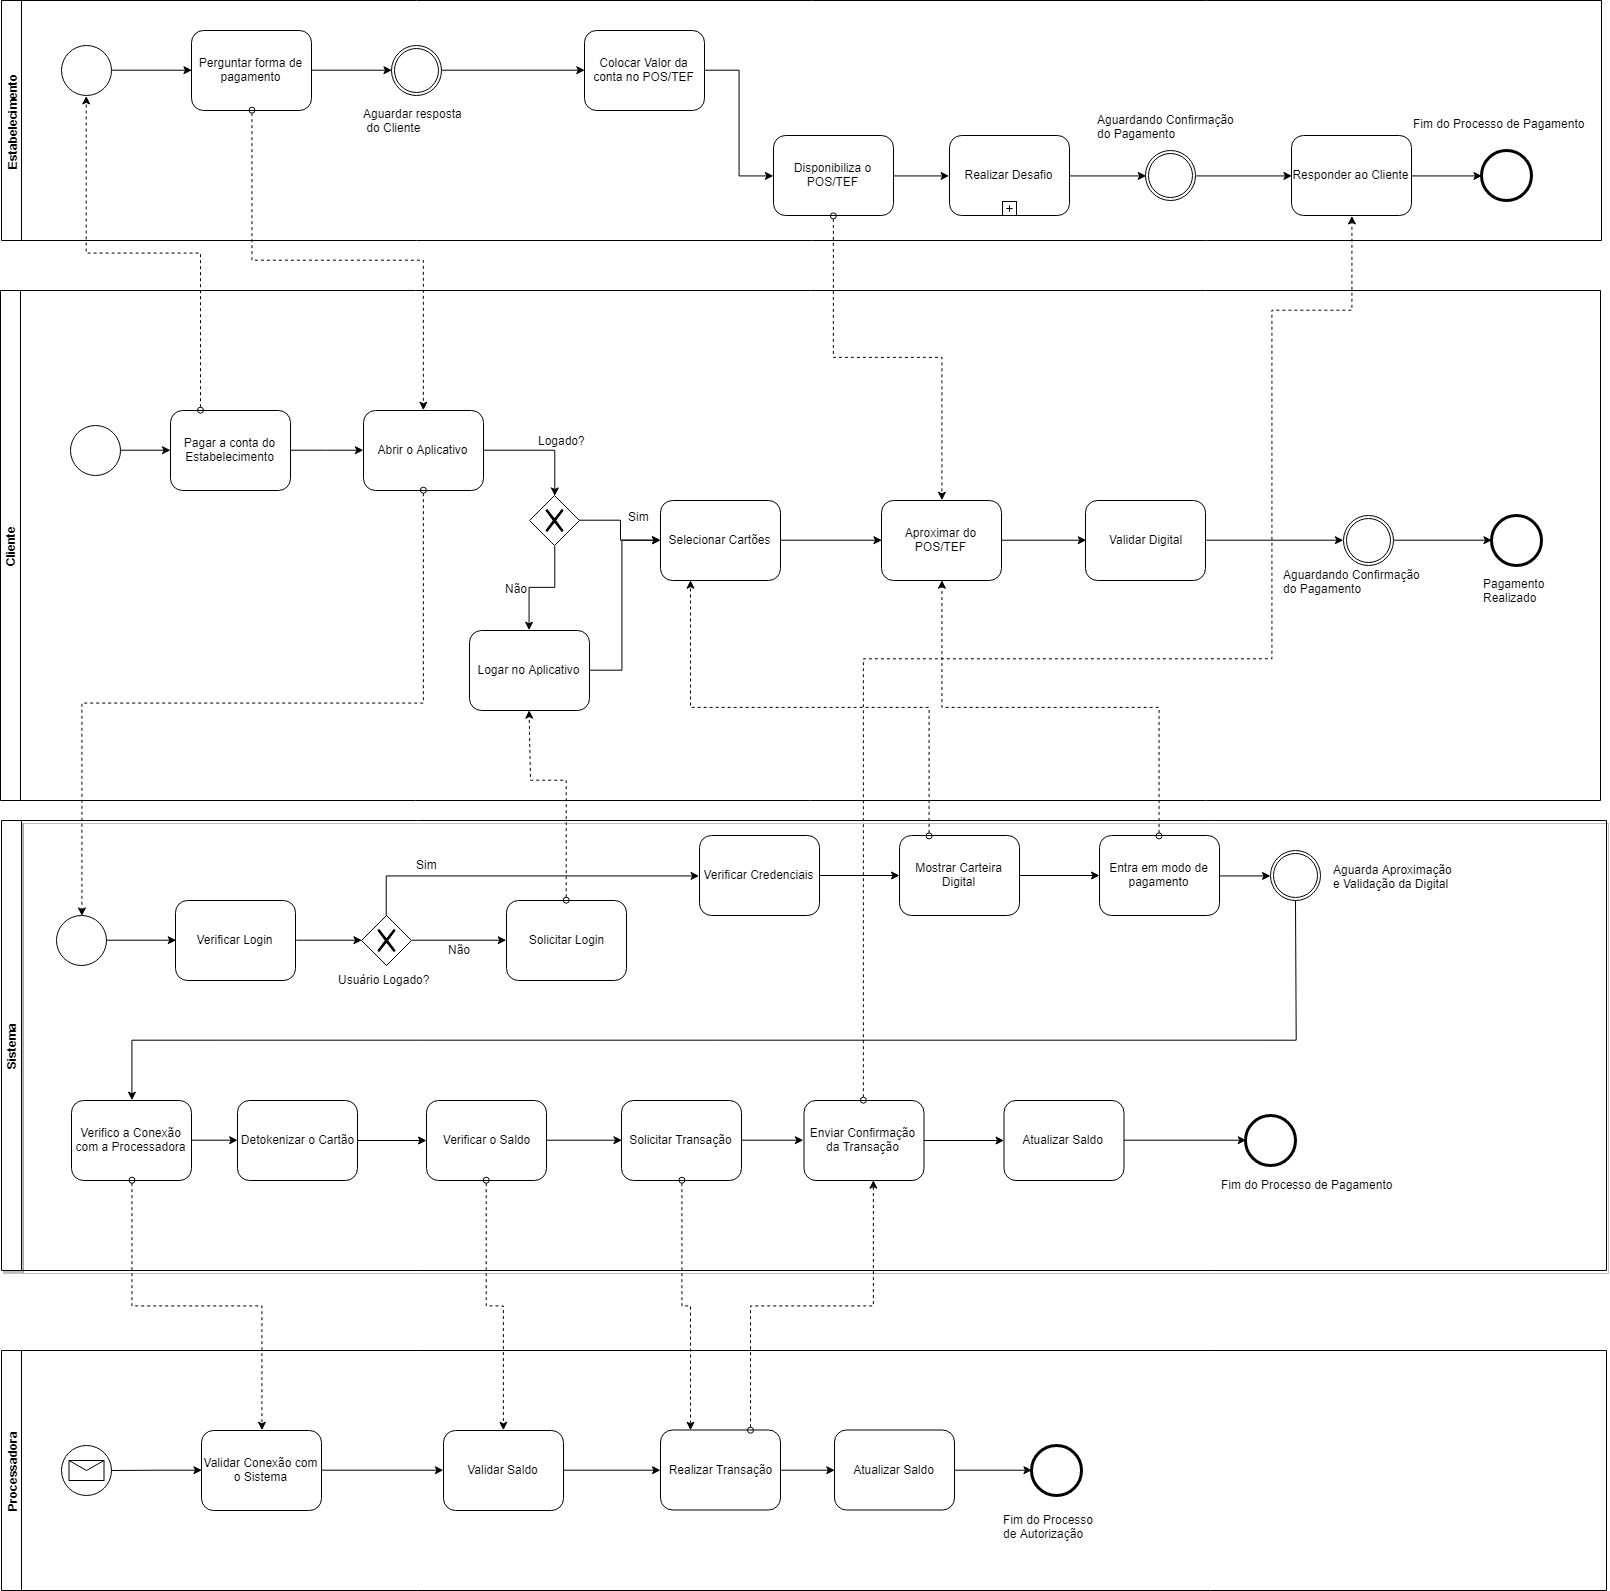 Estabelecimento
Perguntar forma de
pagamento
Aguardar resposta
do Cliente
Colocar Valor da
conta no POS/TEF
Disponibiliza o
POS/TEF
Realizar Desafio
Aguardando Confirmação
do Pagamento
Responder ao Cliente
Fim do Processo de Pagamento
Cliente
Pagar a conta do
Estabelecimento
Abrir o Aplicativo
Logado?
Sim
Não
Logar no Aplicativo
Selecionar Cartões
Aproximar do
POS/TEF
Validar Digital
Aguardando Confirmação
do Pagamento
Pagamento
Realizado
Sistema
Verificar Login
Usuário Logado?
Sim
Não
Solicitar Login
Verificar Credenciais
Mostrar Carteira
Digital
Entra em modo de
pagamento
Aguarda Aproximação
e Validação da Digital
Verifico a Conexão
com a Processadora
Detokenizar o Cartão
Verificar o Saldo
Solicitar Transação
Enviar Confirmação
da Transação
Atualizar Saldo
Fim do Processo de Pagamento
Processadora
Validar Conexão com
o Sistema
Validar Saldo
Realizar Transação
Atualizar Saldo
Fim do Processo
de Autorização